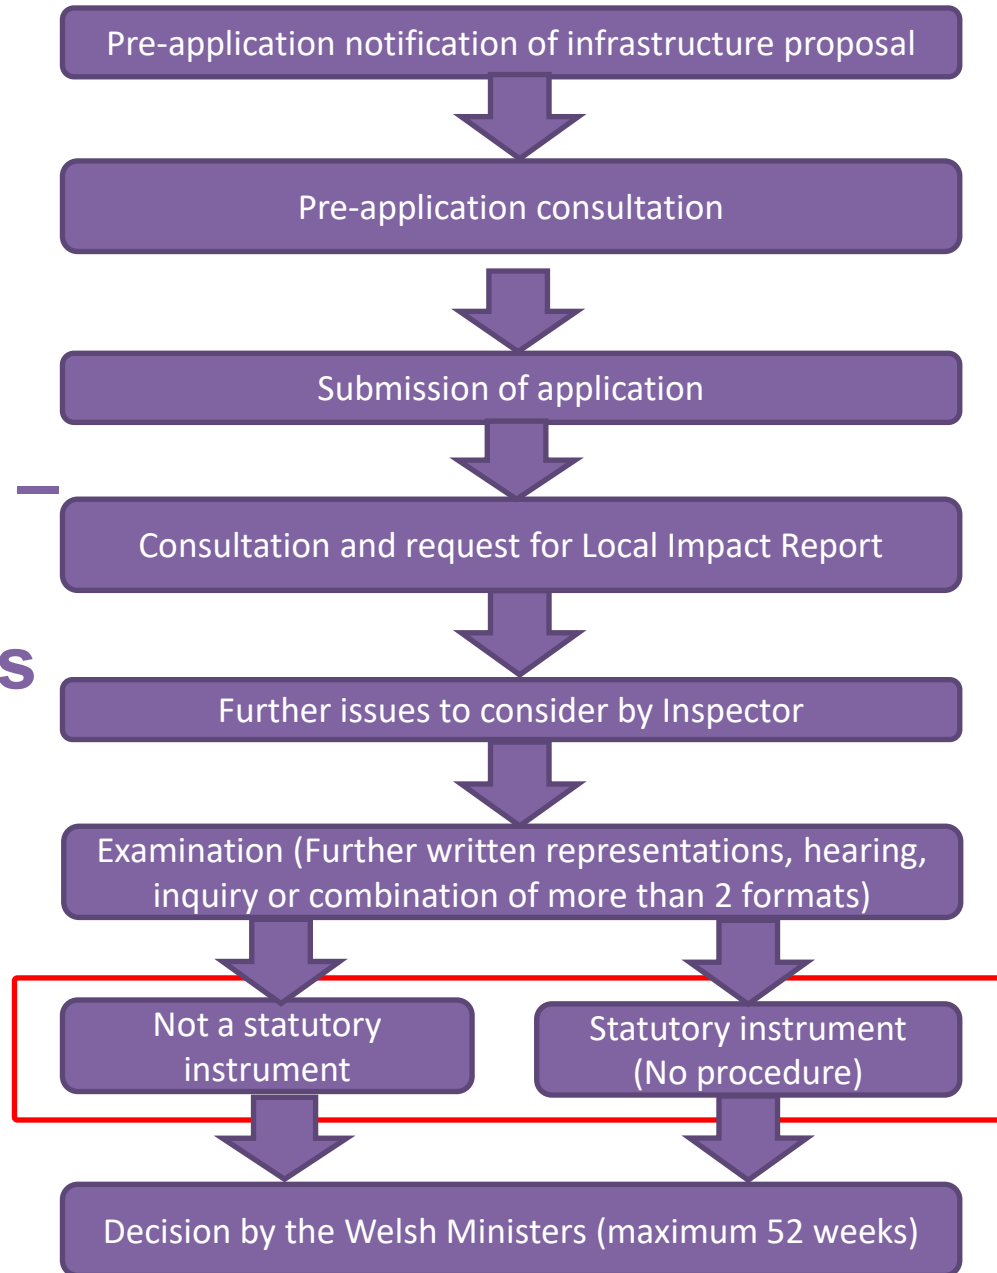 Pre-application notification of infrastructure proposal
Pre-application consultation
Submission of application
–
Consultation and request for Local Impact Report
s
Further issues to consider by Inspector
Examination (Further written representations, hearing,
inquiry or combination of more than 2 formats)
Not a statutory
instrument
Statutory instrument
(No procedure)
Decision by the Welsh Ministers (maximum 52 weeks)